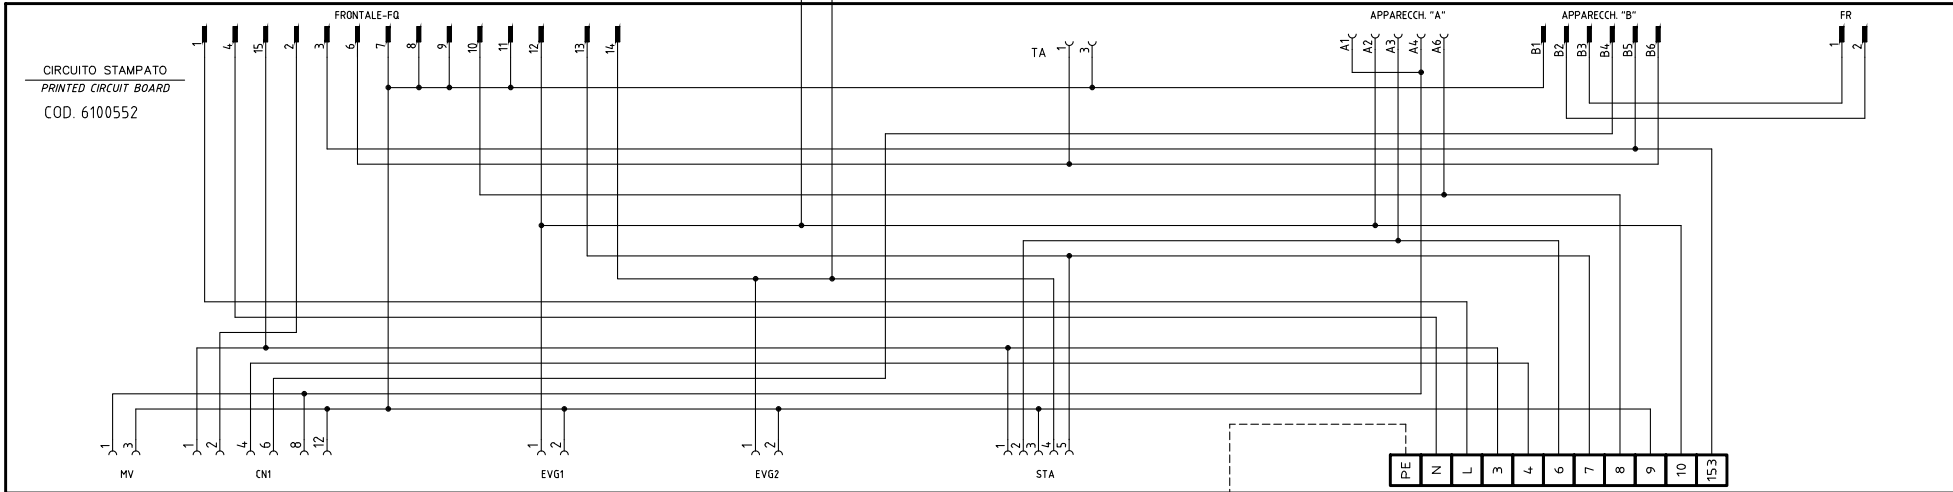 FRONTALE-FQ
APPARECCH. "A"
APPARECCH. "B"
FR
1 4 15 2 3 6 7 8 9 10 11 12 13 14
TA 1 3
A1 A2 A3 A4 A6
B1 B2 B3 B4 B5 B6
1 2
CIRCUITO STAMPATO
PRINTED CIRCUIT BOARD
COD. 6100552
1 3
1 2 4 6 8 12
1 2
1 2
1 2 3 4 5
PE N L 3 4 6 7 8 9 10 153
MV
CN1
EVG1
EVG2
STA